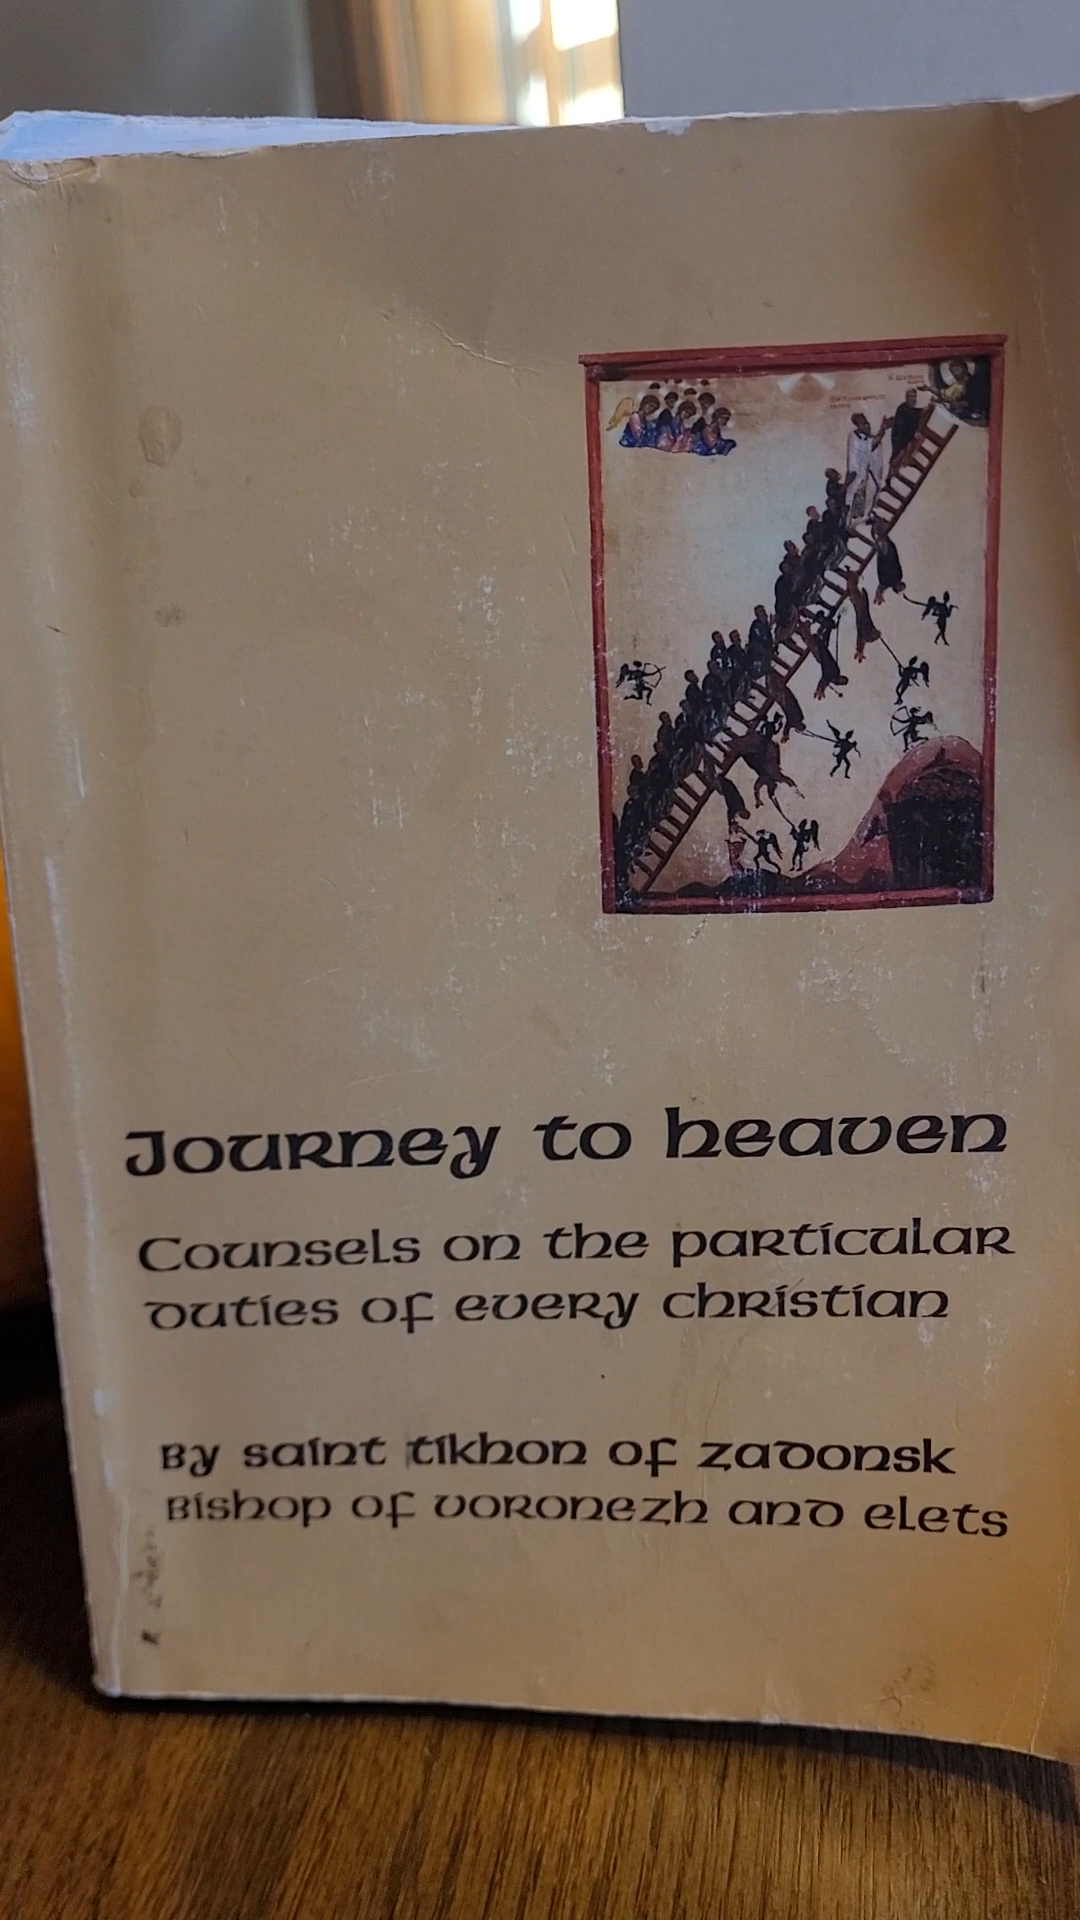 Journey to heaven
Counsels on the particular
duties of every christian
By saint tikhon of zadonsk
Bishop of voronezh and elets